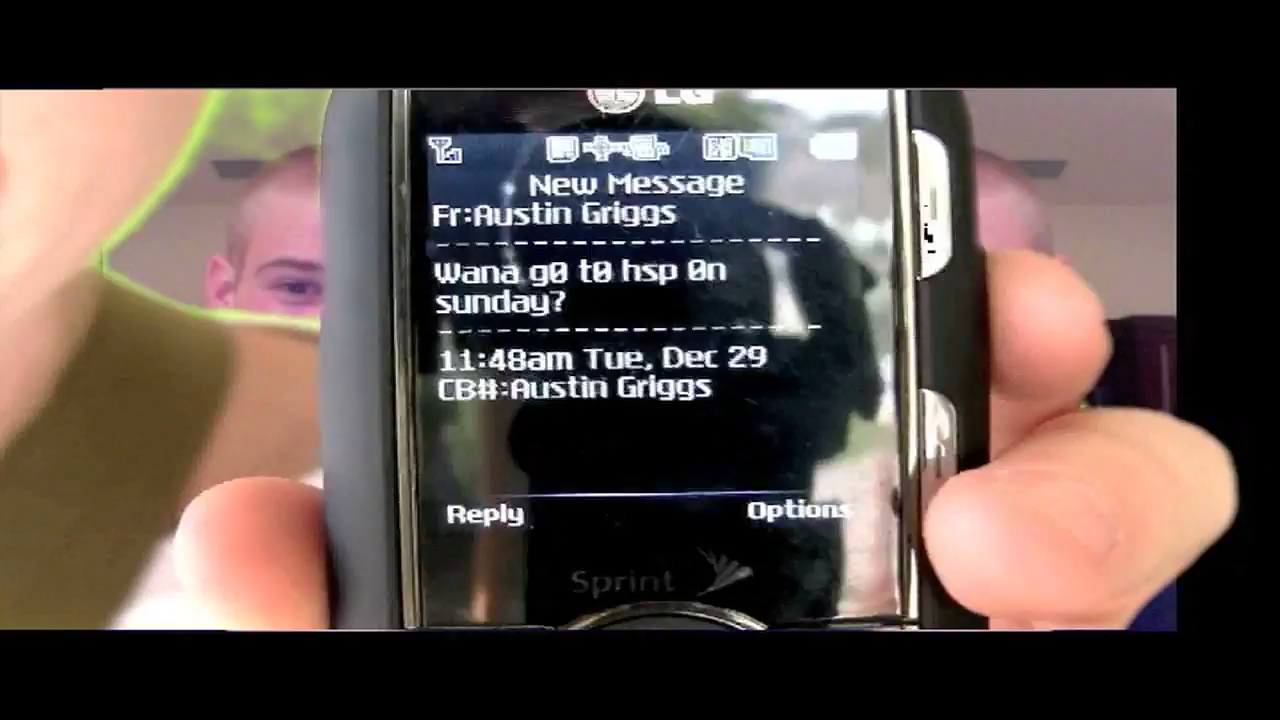 LG
New Message
Fr:Austin Griggs
Wana g0 t0 hsp 0n
sunday?
11:48am Tue, Dec 29
CB#:Austin Griggs
Reply Options
Sprint